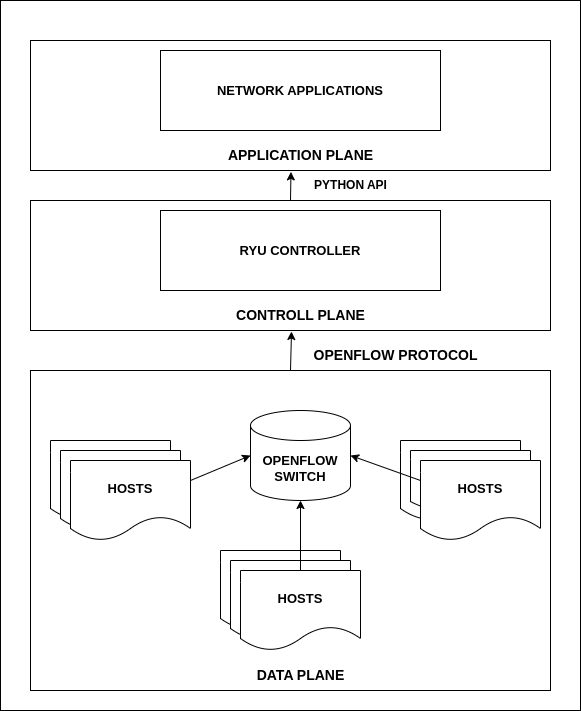 NETWORK APPLICATIONS
APPLICATION PLANE
PYTHON API
RYU CONTROLLER
CONTROLL PLANE
OPENFLOW PROTOCOL
OPENFLOW
SWITCH
HOSTS
HOSTS
HOSTS
DATA PLANE